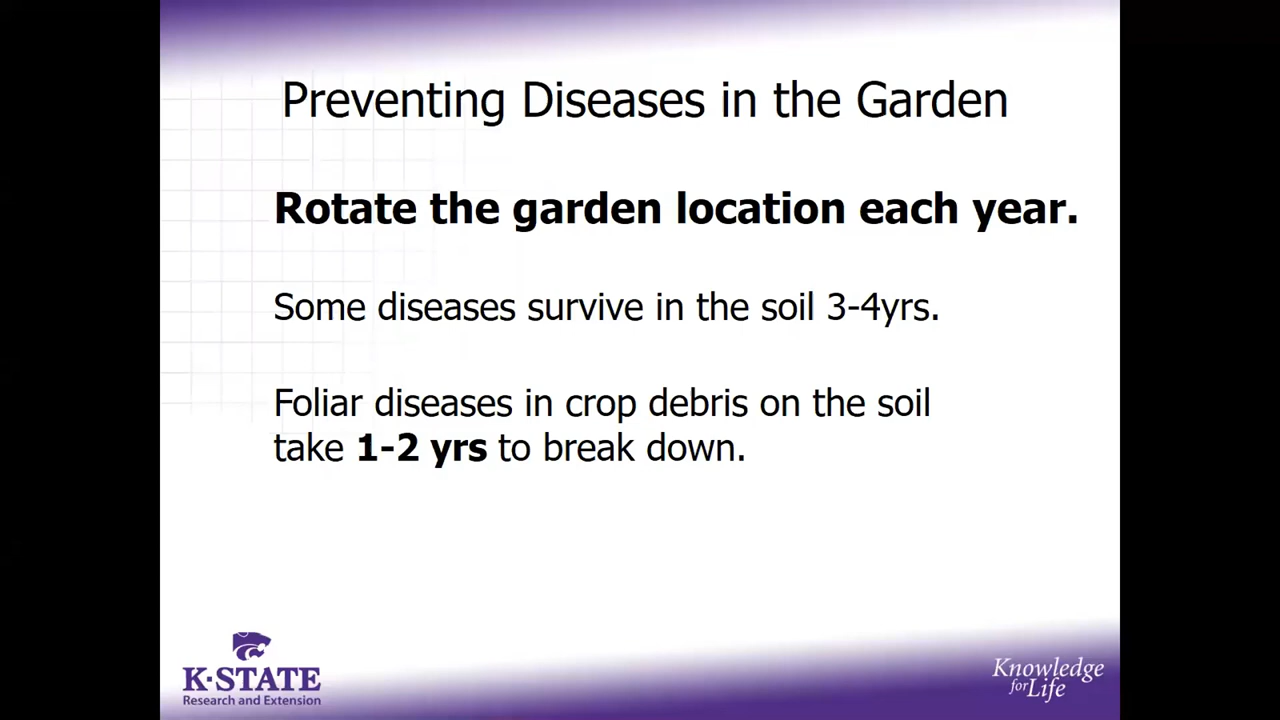 Preventing Diseases in the Garden
Rotate the garden location each year.
Some diseases survive in the soil 3-4yrs.
Foliar diseases in crop debris on the soil
take 1-2 yrs to break down.
K-STATE
Research and Extension
Knowledge
for Life